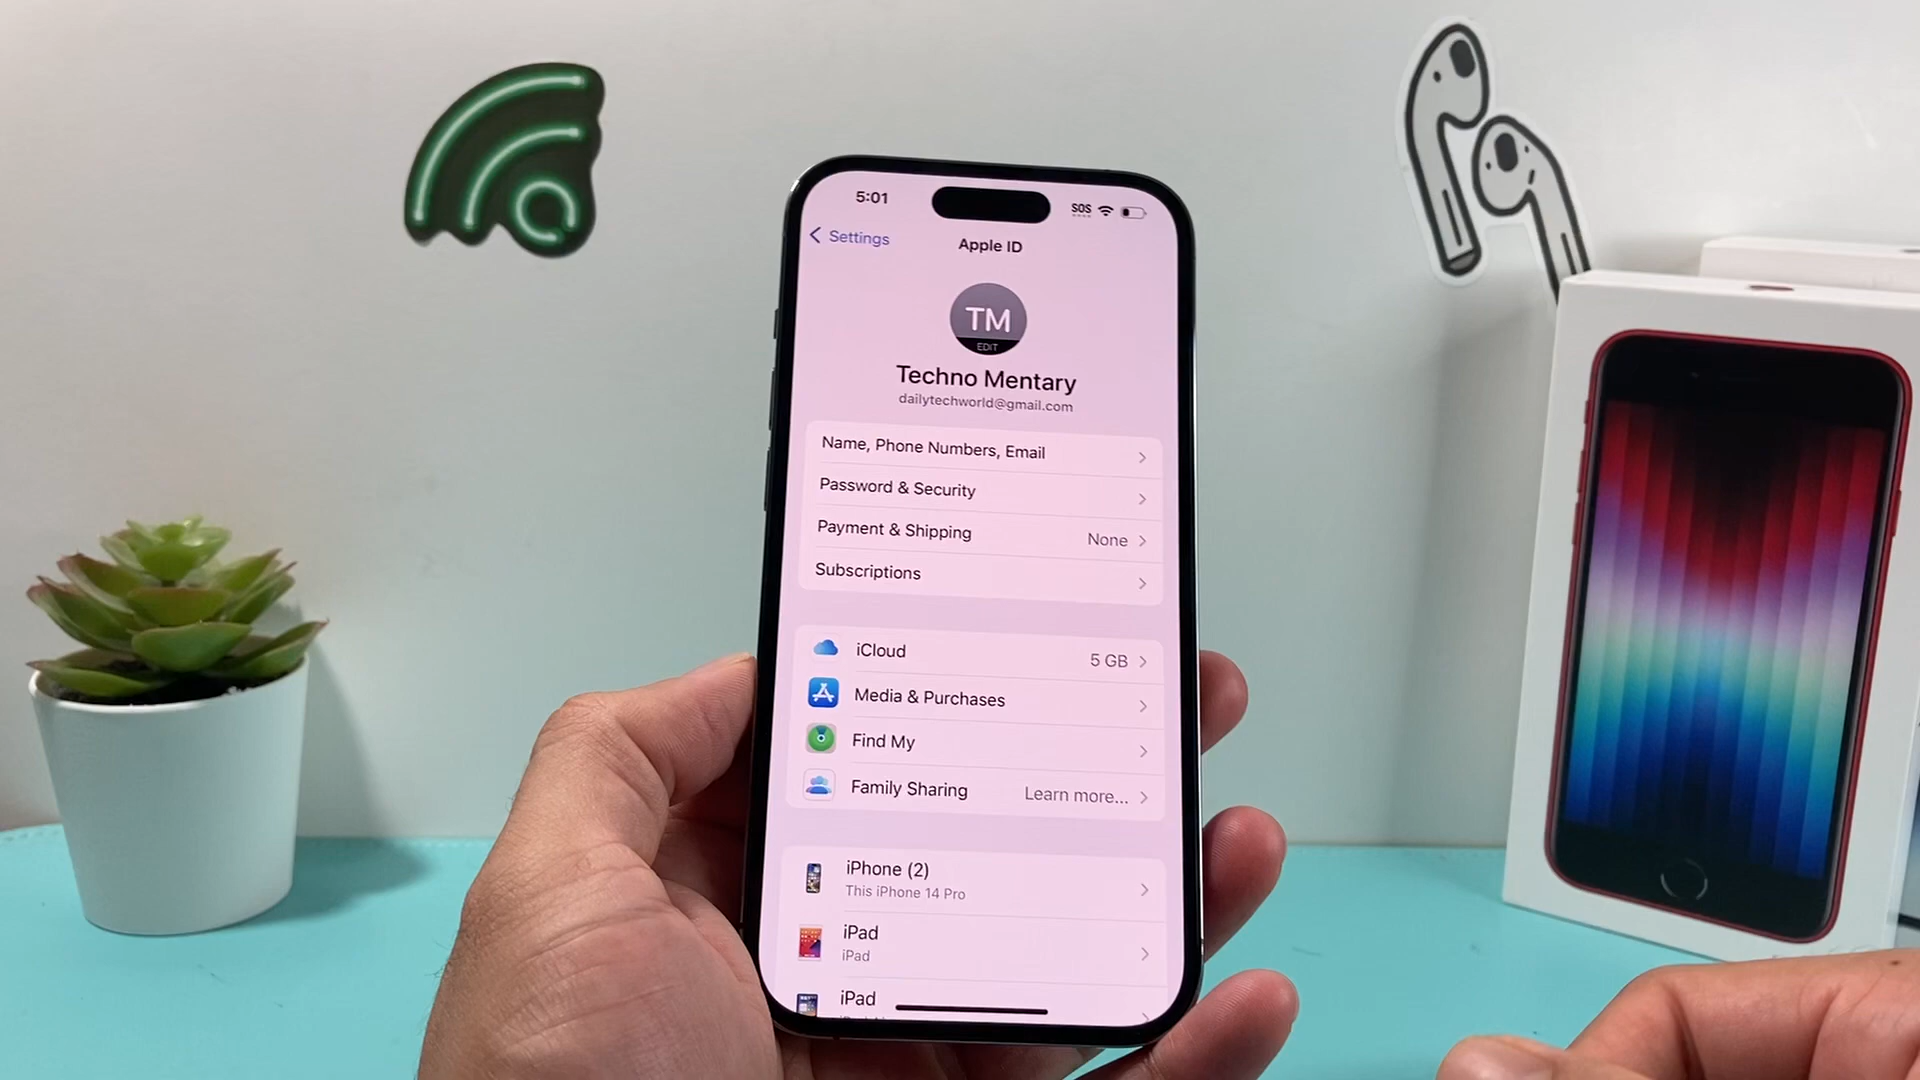 5:01
SOS
Settings
Apple ID
TM
EDIT
Techno Mentary
dailytechworld@gmail.com
Name, Phone Numbers, Email
Password & Security
Payment & Shipping None
Subscriptions
iCloud 5 GB
Media & Purchases
Find My
Family Sharing Learn more...
iPhone (2)
This iPhone 14 Pro
iPad
iPad
iPad